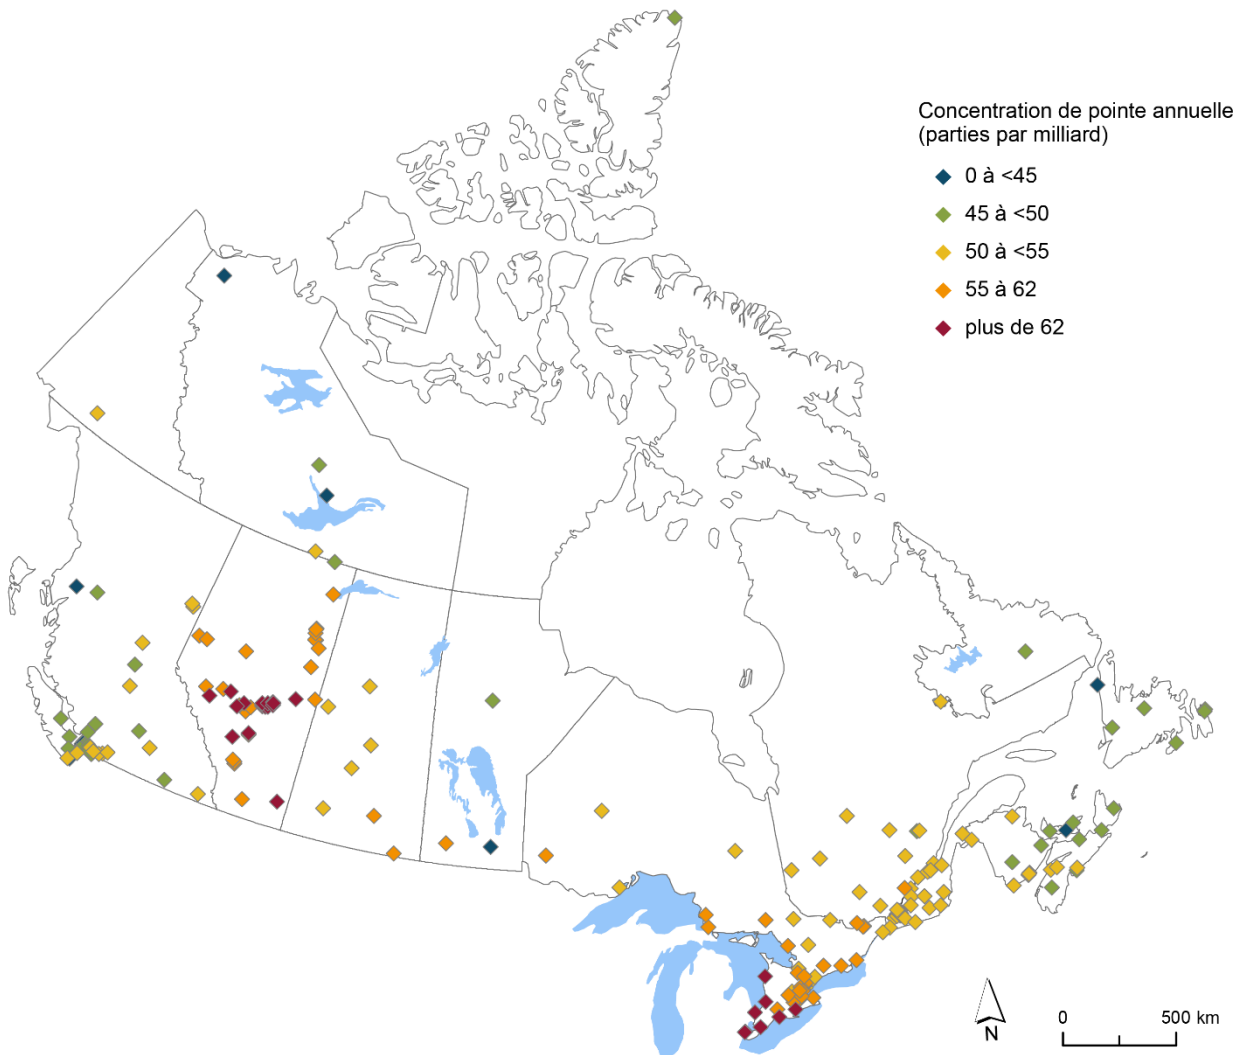 Concentration de pointe annuelle
(parties par milliard)
0 à <45
45 à <50
50 à <55
55 à 62
plus de 62
N
0 500 km